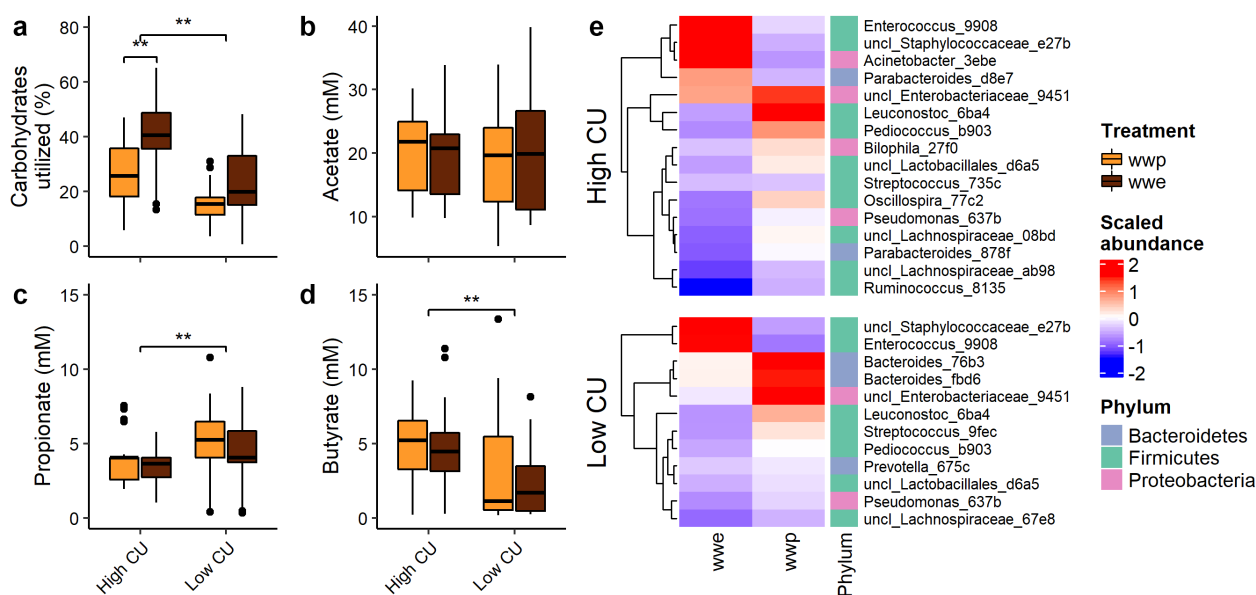 a
Carbohydrates
utilized (%)
80
60
40
20
0
**
**
b
Acetate (mM)
40
30
20
10
c
Propionate (mM)
15
10
5
0
**
High CU
Low CU
d
Butyrate (mM)
15
10
5
0
**
High CU
Low CU
e
High CU
Enterococcus_9908
uncl_Staphylococcaceae_e27b
Acinetobacter_3ebe
Parabacteroides_d8e7
uncl_Enterobacteriaceae_9451
Leuconostoc_6ba4
Pediococcus_b903
Bilophila_27f0
uncl_Lactobacillales_d6a5
Streptococcus_735c
Oscillospira_77c2
Pseudomonas_637b
uncl_Lachnospiraceae_08bd
Parabacteroides_878f
uncl_Lachnospiraceae_ab98
Ruminococcus_8135
Low CU
uncl_Staphylococcaceae_e27b
Enterococcus_9908
Bacteroides_76b3
Bacteroides_fbd6
uncl_Enterobacteriaceae_9451
Leuconostoc_6ba4
Streptococcus_9fec
Pediococcus_b903
Prevotella_675c
uncl_Lactobacillales_d6a5
Pseudomonas_637b
uncl_Lachnospiraceae_67e8
wwe
wwp
Phylum
Treatment
wwp
wwe
Scaled
abundance
2
1
0
-1
-2
Phylum
Bacteroidetes
Firmicutes
Proteobacteria